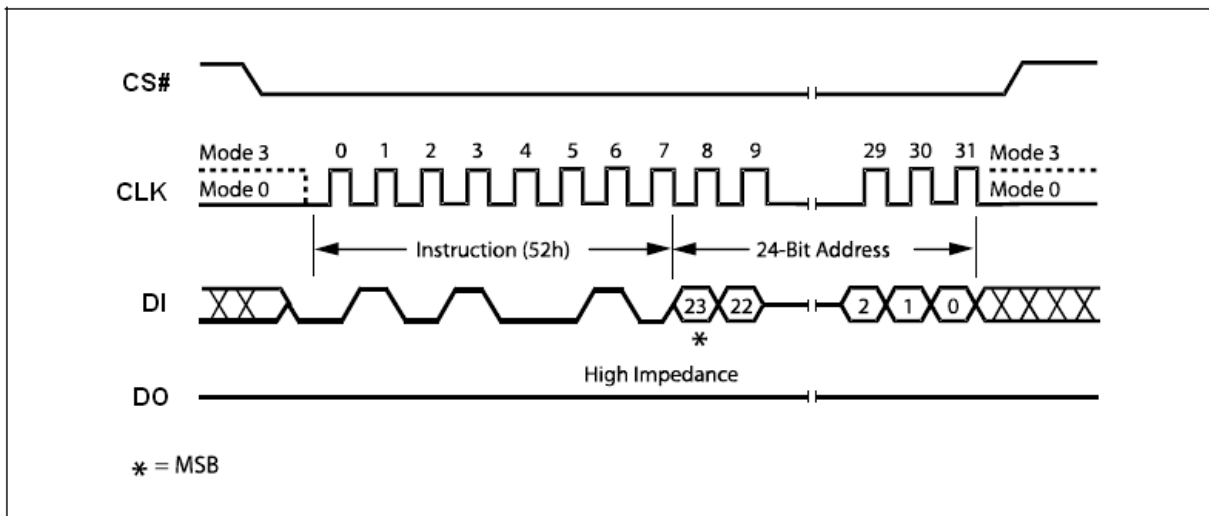 CS#
Mode 3 0 1 2 3 4 5 6 7 8 9 29 30 31 Mode 3
CLK Mode 0 Mode 0
Instruction (52h) 24-Bit Address
DI 23 22 2 1 0
*
High Impedance
DO
* = MSB